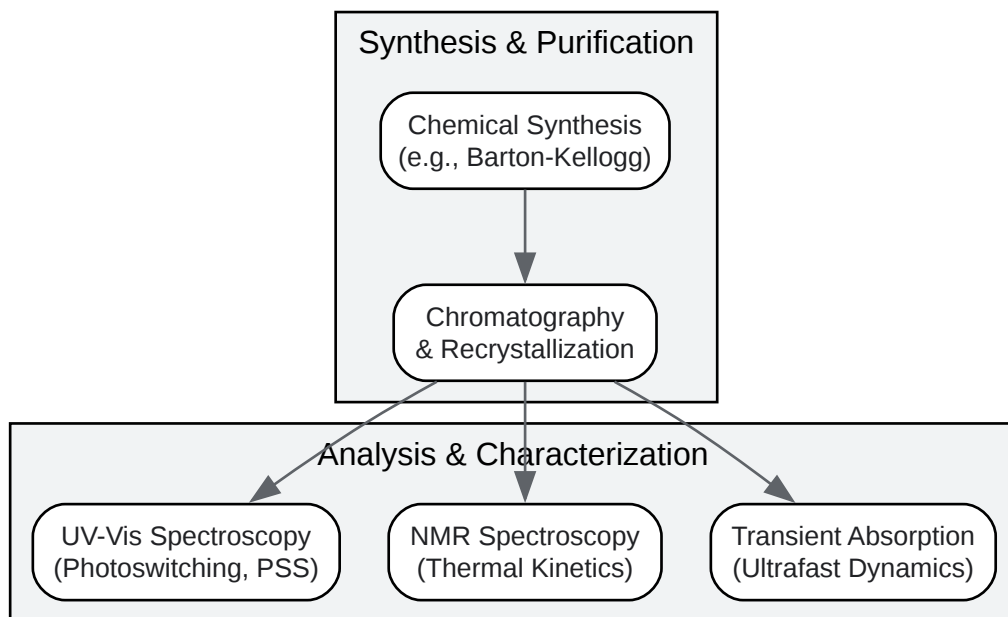 Synthesis & Purification
Chemical Synthesis
(e.g., Barton-Kellogg)
Chromatography
& Recrystallization
Analysis & Characterization
UV-Vis Spectroscopy
(Photoswitching, PSS)
NMR Spectroscopy
(Thermal Kinetics)
Transient Absorption
(Ultrafast Dynamics)